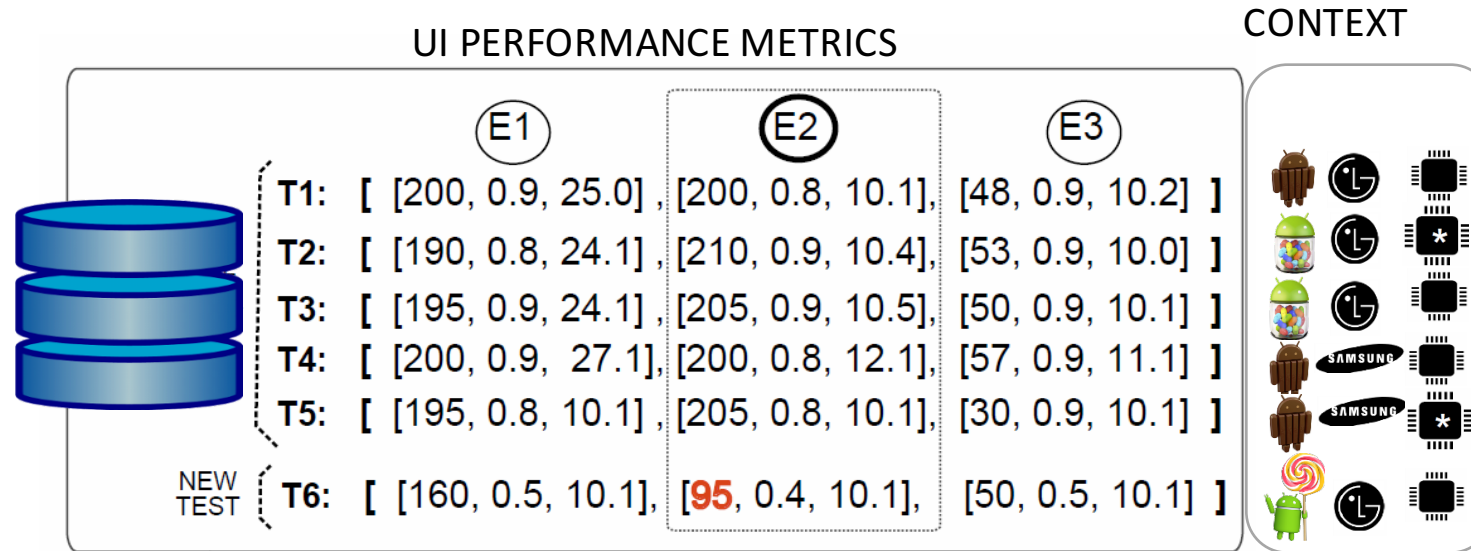 UI PERFORMANCE METRICS
CONTEXT
E1 E2 E3
T1: [ [200, 0.9, 25.0] , [200, 0.8, 10.1], [48, 0.9, 10.2] ]
LG
T2: [ [190, 0.8, 24.1] , [210, 0.9, 10.4], [53, 0.9, 10.0] ]
LG *
T3: [ [195, 0.9, 24.1] , [205, 0.9, 10.5], [50, 0.9, 10.1] ]
LG
T4: [ [200, 0.9, 27.1], [200, 0.8, 12.1], [57, 0.9, 11.1] ]
SAMSUNG
T5: [ [195, 0.8, 10.1] , [205, 0.8, 10.1], [30, 0.9, 10.1] ]
SAMSUNG *
NEW
TEST
T6: [ [160, 0.5, 10.1], [95, 0.4, 10.1], [50, 0.5, 10.1] ]
LG